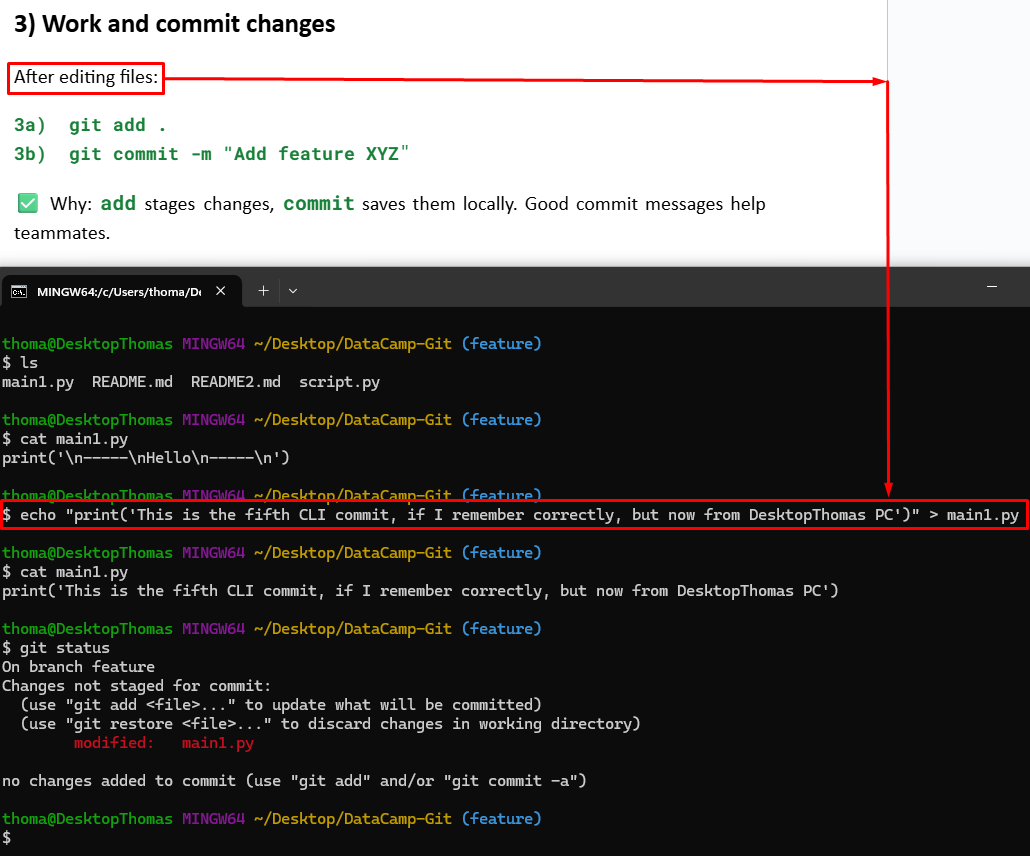 3) Work and commit changes
After editing files:
3a)  git add .
3b)  git commit -m "Add feature XYZ"
✅ Why: add stages changes, commit saves them locally. Good commit messages help
teammates.
MINGW64:/c/Users/thoma/De
thoma@DesktopThomas MINGW64 ~/Desktop/DataCamp-Git (feature)
$ ls
main1.py  README.md  README2.md  script.py
thoma@DesktopThomas MINGW64 ~/Desktop/DataCamp-Git (feature)
$ cat main1.py
print('\n-----\nHello\n-----\n')
thoma@DesktopThomas MINGW64 ~/Desktop/DataCamp-Git (feature)
$ echo "print('This is the fifth CLI commit, if I remember correctly, but now from DesktopThomas PC')" > main1.py
thoma@DesktopThomas MINGW64 ~/Desktop/DataCamp-Git (feature)
$ cat main1.py
print('This is the fifth CLI commit, if I remember correctly, but now from DesktopThomas PC')
thoma@DesktopThomas MINGW64 ~/Desktop/DataCamp-Git (feature)
$ git status
On branch feature
Changes not staged for commit:
  (use "git add <file>..." to update what will be committed)
  (use "git restore <file>..." to discard changes in working directory)
        modified:   main1.py
no changes added to commit (use "git add" and/or "git commit -a")
thoma@DesktopThomas MINGW64 ~/Desktop/DataCamp-Git (feature)
$